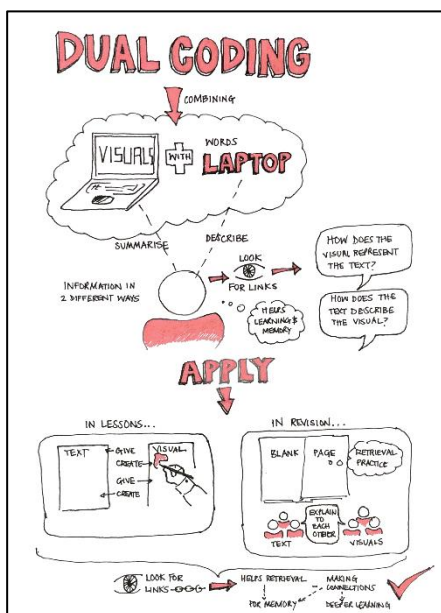 DUAL CODING
COMBINING
VISUALS
WITH
WORDS
LAPTOP
SUMMARISE
DESCRIBE
INFORMATION IN
2 DIFFERENT WAYS
LOOK
FOR LINKS
HELPS
LEARNING &
MEMORY
HOW DOES THE
VISUAL REPRESENT
THE TEXT?
HOW DOES THE
TEXT DESCRIBE
THE VISUAL?
APPLY
IN LESSONS...
TEXT
GIVE
CREATE
GIVE
CREATE
VISUAL
IN REVISION...
BLANK
PAGE
RETRIEVAL
PRACTICE
EXPLAIN
TO
EACH
OTHER
TEXT
VISUALS
LOOK FOR
LINKS
HELPS RETRIEVAL
FOR MEMORY
MAKING
CONNECTIONS
DEEPER LEARNING